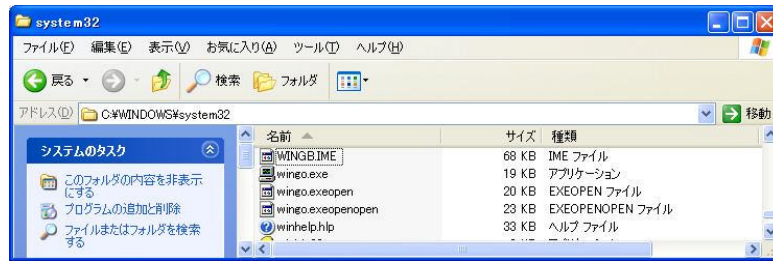 system32
ファイル(F) 編集(E) 表示(V) お気に入り(A) ツール(T) ヘルプ(H)
戻る 検索 フォルダ
アドレス(D) C:¥WINDOWS¥system32 移動
システムのタスク
このフォルダの内容を非表示
にする
プログラムの追加と削除
ファイルまたはフォルダを検索
する
名前 サイズ 種類
WINGB.IME 68 KB IME ファイル
wingo.exe 19 KB アプリケーション
wingo.exeopen 20 KB EXEOPEN ファイル
wingo.exeopenopen 23 KB EXEOPENOPEN ファイル
winhelp.hlp 33 KB ヘルプ ファイル